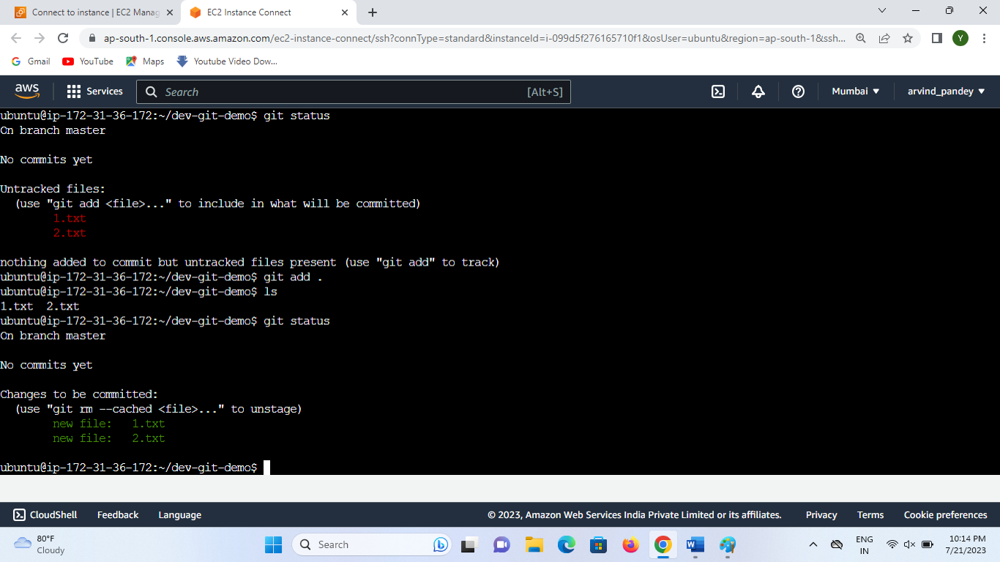 Connect to instance | EC2 Manag
EC2 Instance Connect
ap-south-1.console.aws.amazon.com/ec2-instance-connect/ssh?connType=standard&instanceId=i-099d5f276165710f1&osUser=ubuntu&region=ap-south-1&ssh...
Y
Gmail
YouTube
Maps
Youtube Video Dow...
aws
Services
Search
[Alt+S]
Mumbai
arvind_pandey
ubuntu@ip-172-31-36-172:~/dev-git-demo$ git status
On branch master
No commits yet
Untracked files:
(use "git add <file>..." to include in what will be committed)
1.txt
2.txt
nothing added to commit but untracked files present (use "git add" to track)
ubuntu@ip-172-31-36-172:~/dev-git-demo$ git add .
ubuntu@ip-172-31-36-172:~/dev-git-demo$ ls
1.txt 2.txt
ubuntu@ip-172-31-36-172:~/dev-git-demo$ git status
On branch master
No commits yet
Changes to be committed:
(use "git rm --cached <file>..." to unstage)
new file: 1.txt
new file: 2.txt
ubuntu@ip-172-31-36-172:~/dev-git-demo$
CloudShell
Feedback
Language
© 2023, Amazon Web Services India Private Limited or its affiliates.
Privacy
Terms
Cookie preferences
80°F
Cloudy
Search
ENG
IN
10:14 PM
7/21/2023